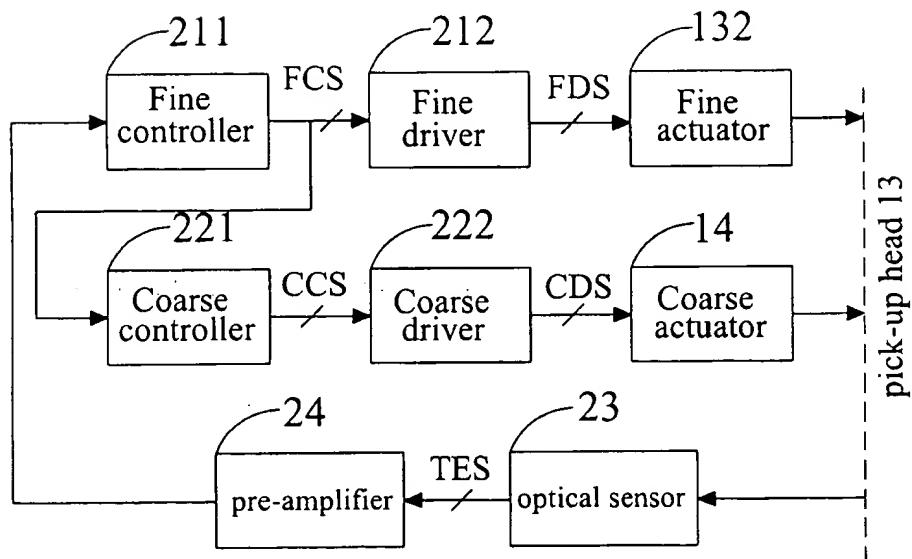 211
212
132
FCS
FDS
Fine
controller
Fine
driver
Fine
actuator
221
222
14
CCS
CDS
Coarse
controller
Coarse
driver
Coarse
actuator
24
23
TES
pre-amplifier
optical sensor
pick-up head 13